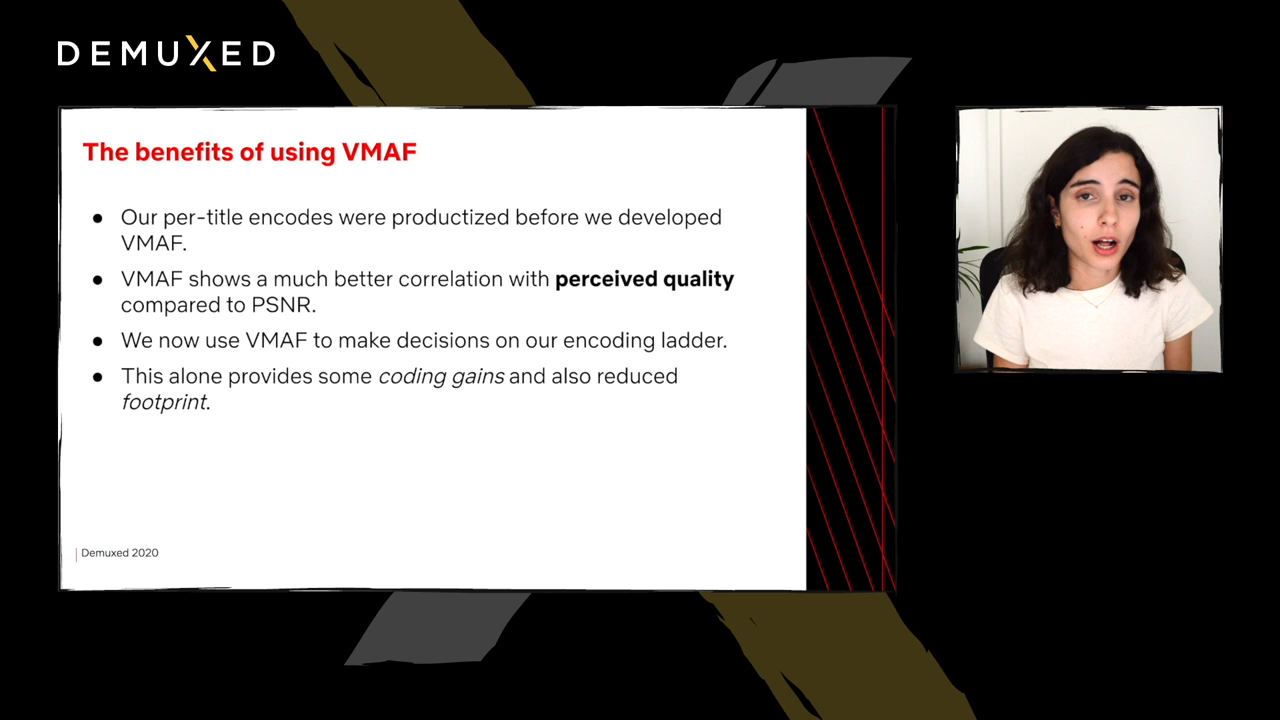 DEMUXED
The benefits of using VMAF
● Our per-title encodes were productized before we developed
VMAF.
● VMAF shows a much better correlation with perceived quality
compared to PSNR.
● We now use VMAF to make decisions on our encoding ladder.
● This alone provides some coding gains and also reduced
footprint.
Demuxed 2020